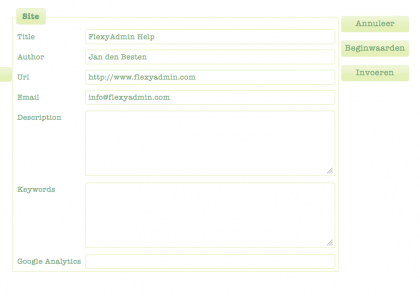 Site
Title FlexyAdmin Help
Author Jan den Besten
Url http://www.flexyadmin.com
Email info@flexyadmin.com
Description
Keywords
Google Analytics
Annuleer
Beginwaarden
Invoeren